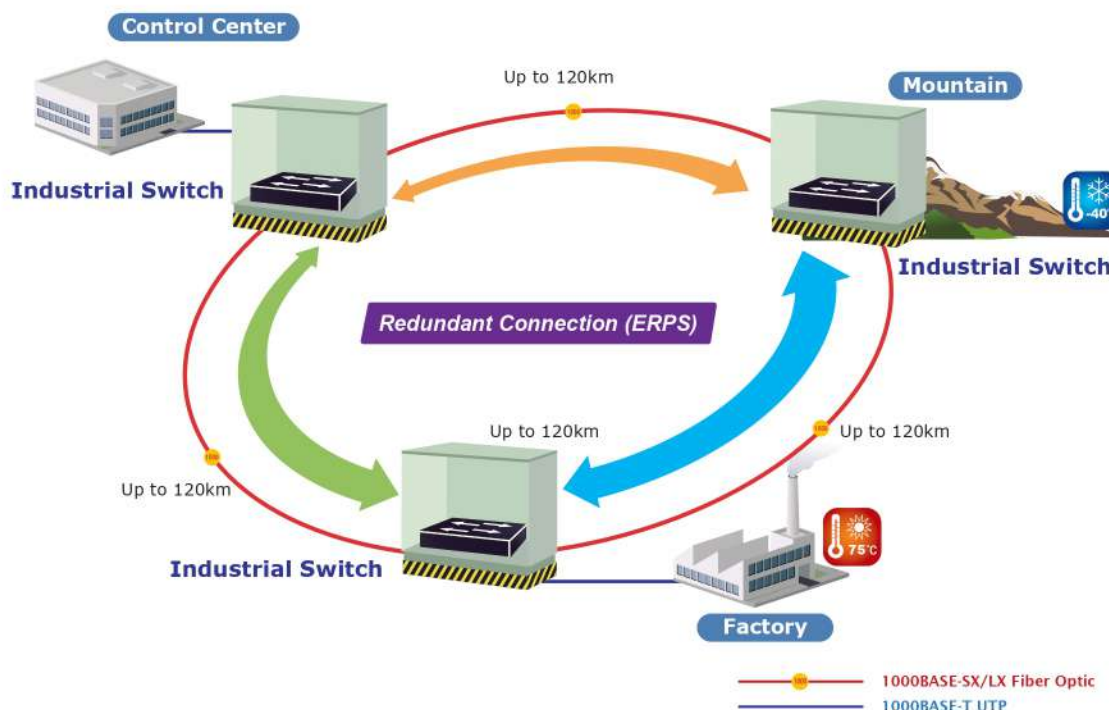 Control Center
Up to 120km
Mountain
Industrial Switch
-40°
Industrial Switch
Redundant Connection (ERPS)
Up to 120km
Up to 120km
Up to 120km
75°C
Industrial Switch
Factory
1000BASE-SX/LX Fiber Optic
1000BASE-T UTP